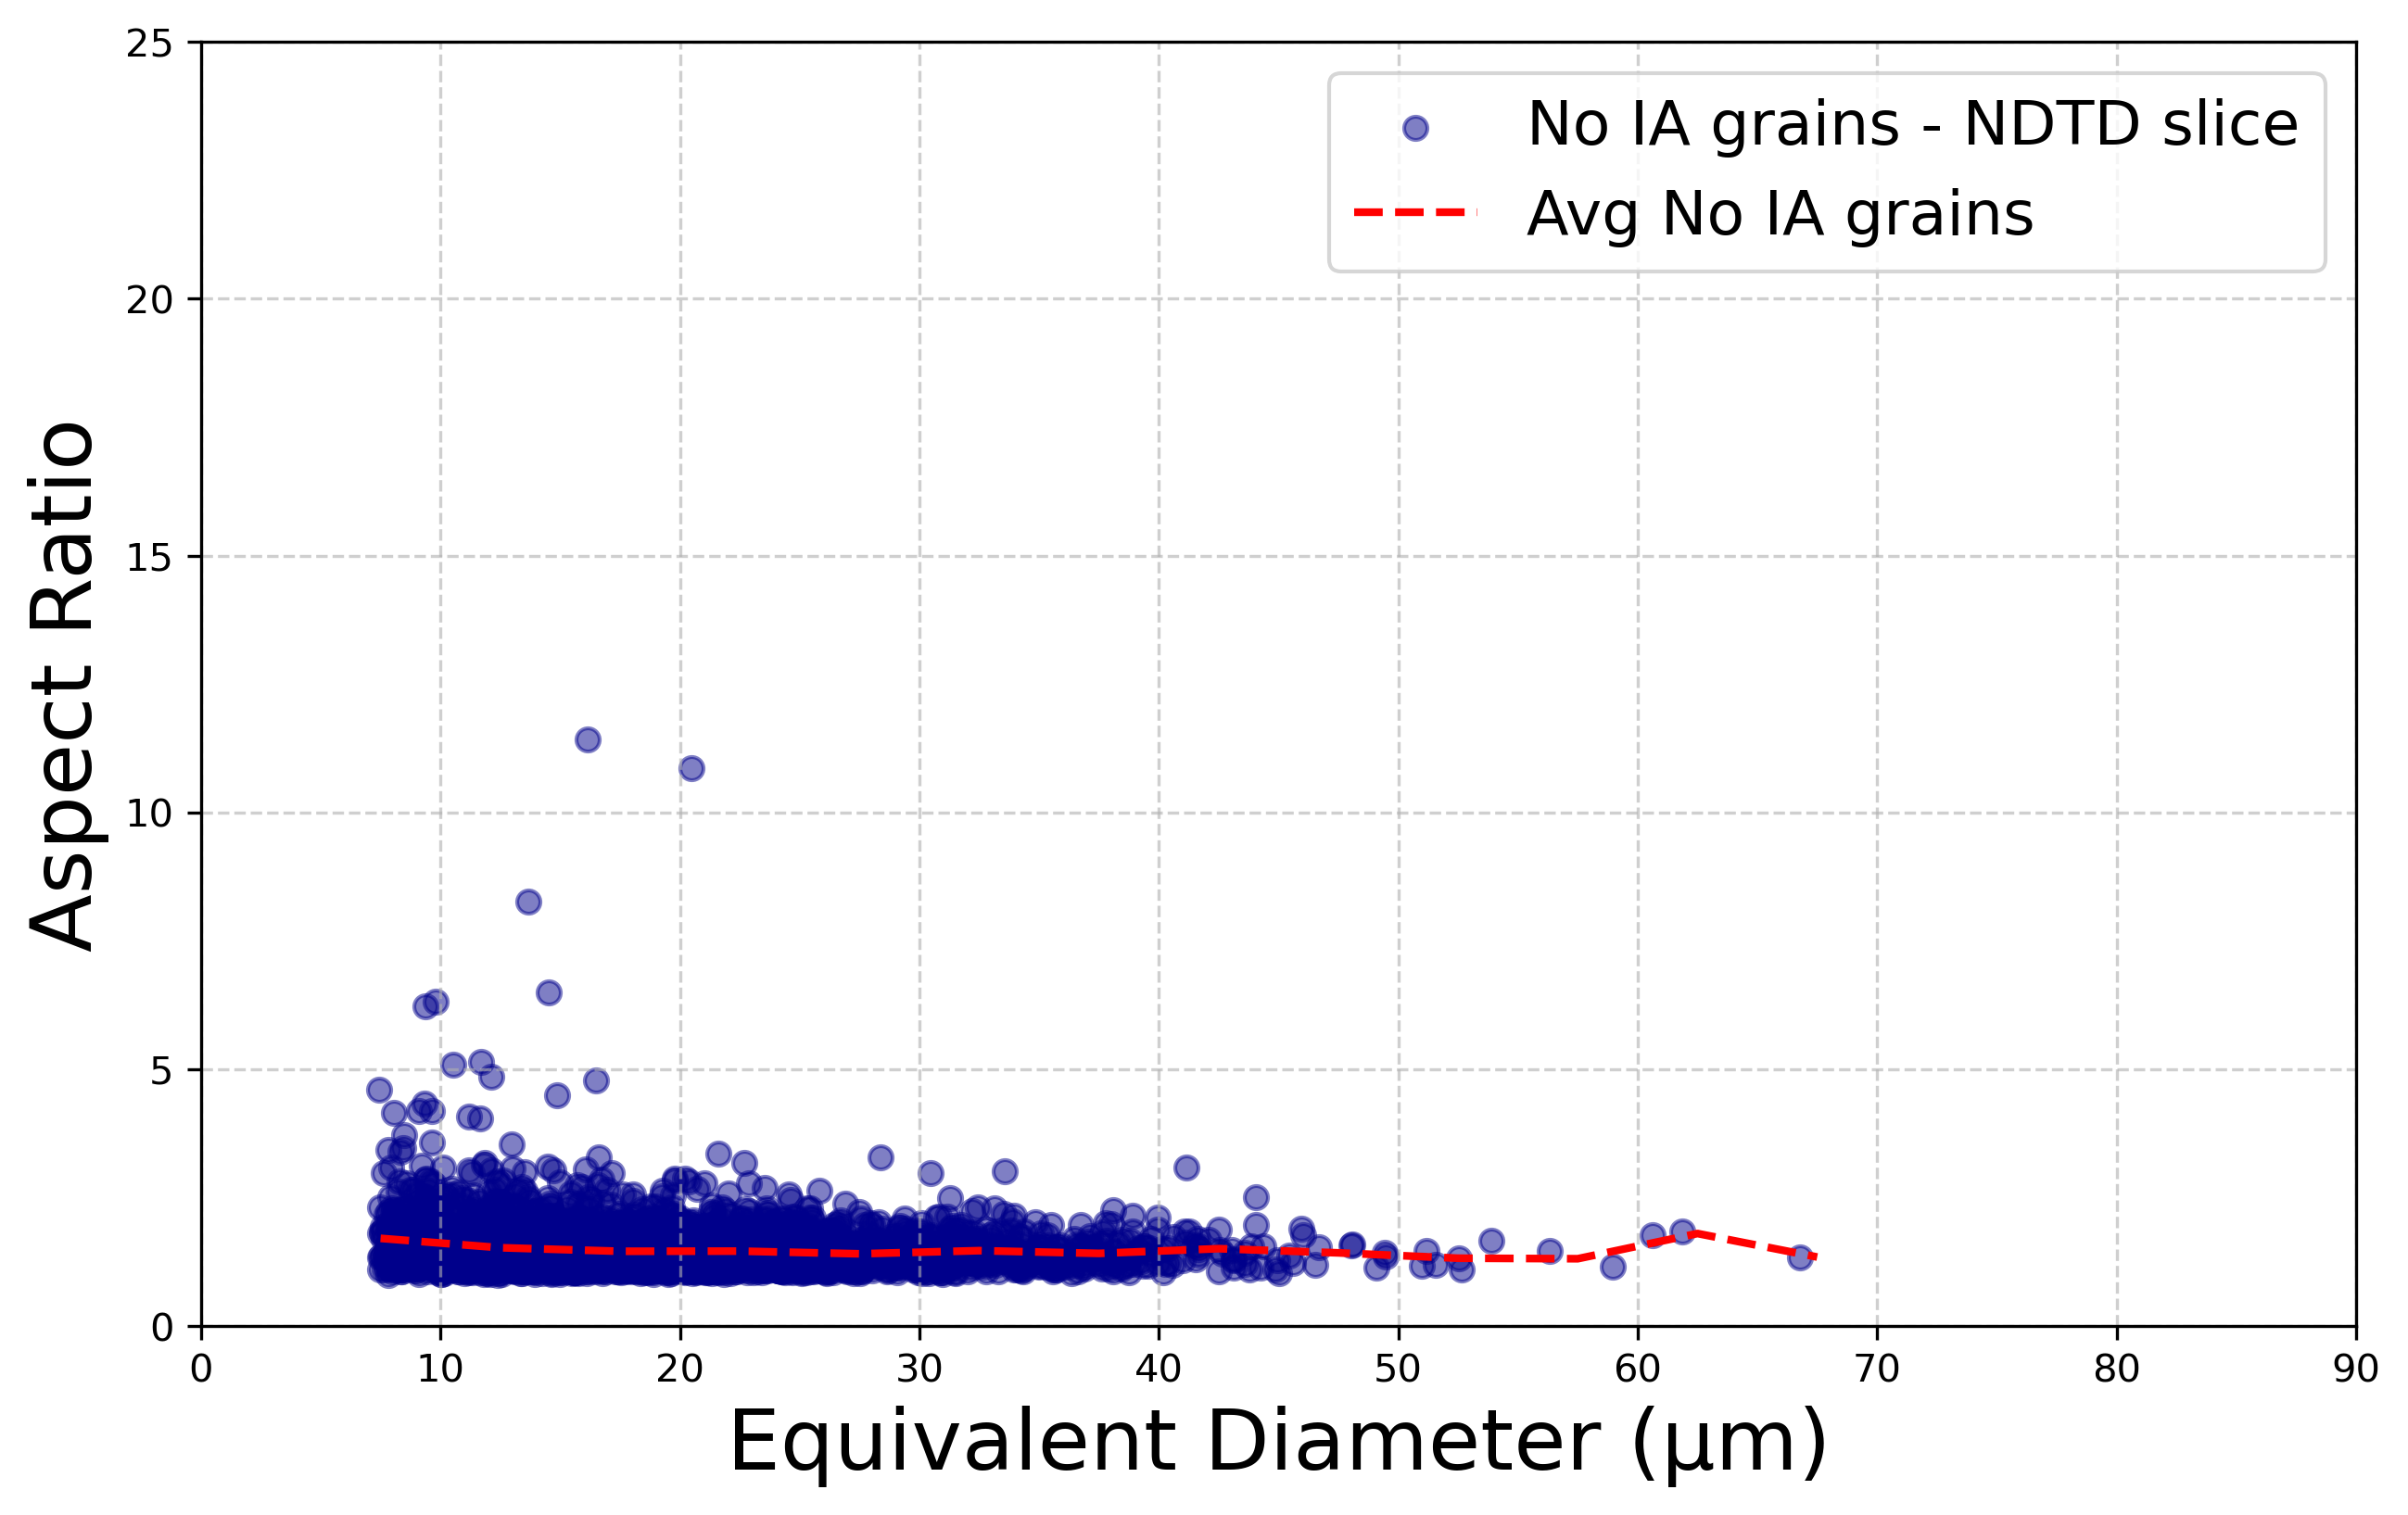 No IA grains - NDTD slice
Avg No IA grains
Aspect Ratio
25
20
15
10
5
0
0 10 20 30 40 50 60 70 80 90
Equivalent Diameter (μm)